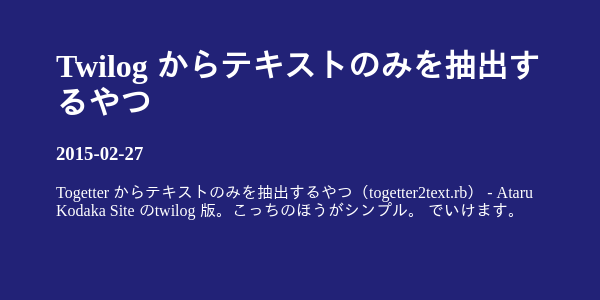 Twilog からテキストのみを抽出す
るやつ
2015-02-27
Togetter からテキストのみを抽出するやつ（togetter2text.rb） - Ataru
Kodaka Site のtwilog 版。こっちのほうがシンプル。 でいけます。